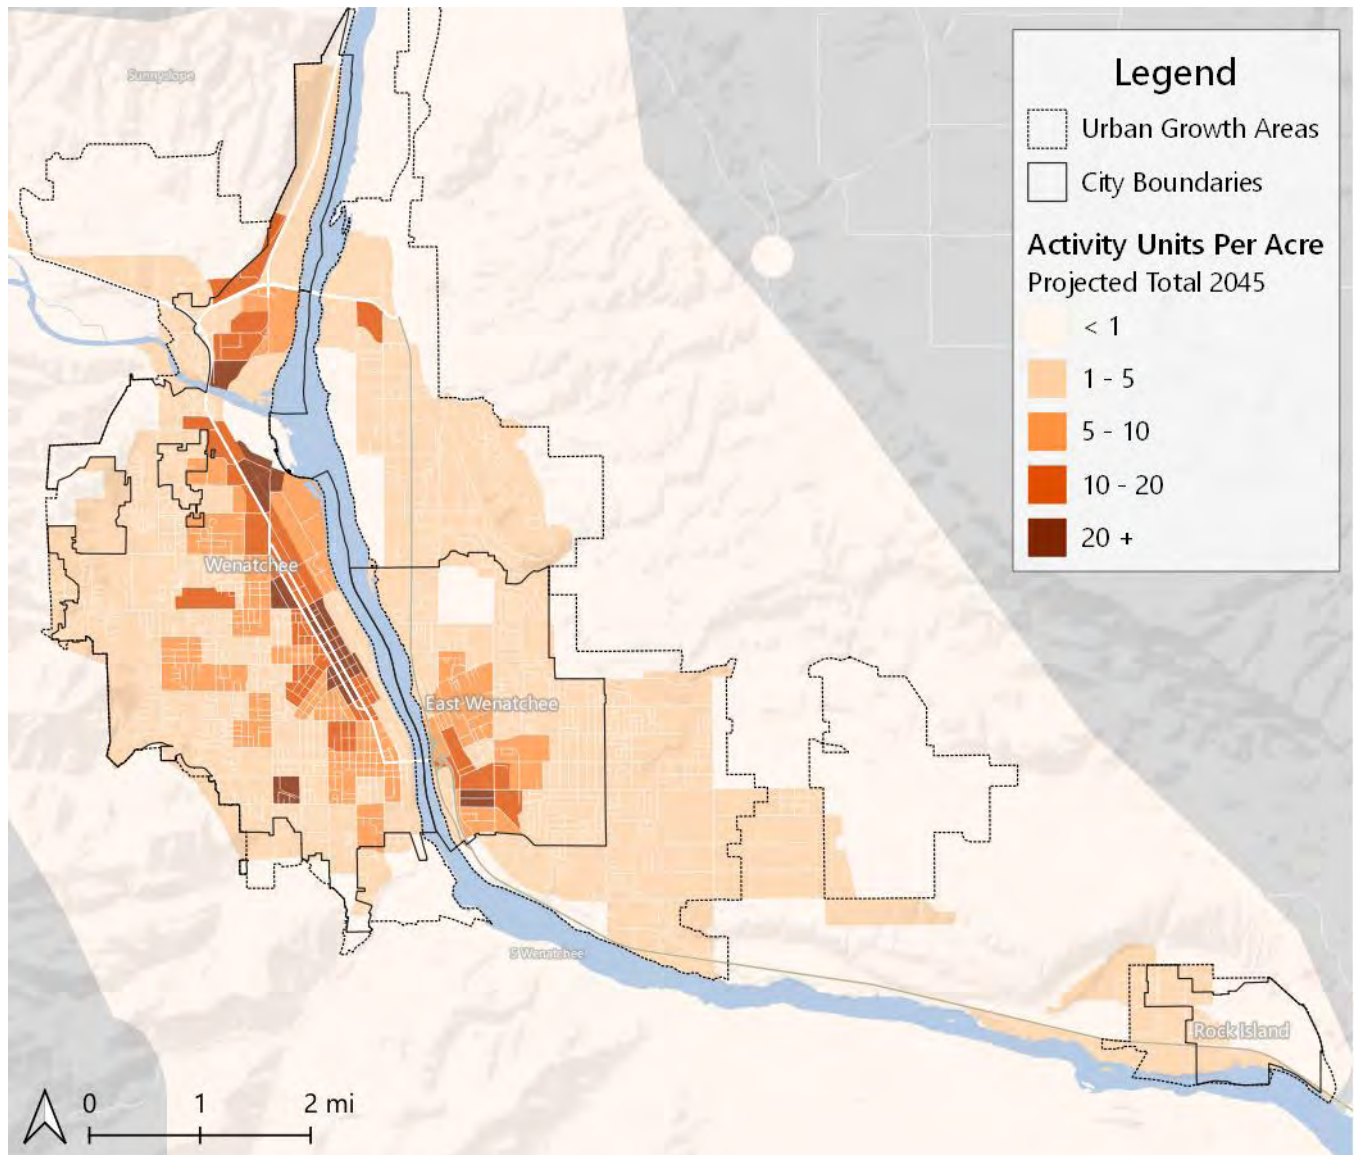 Legend
Urban Growth Areas
City Boundaries
Activity Units Per Acre
Projected Total 2045
< 1
1 - 5
5 - 10
10 - 20
20 +
Sunnyslope
Wenatchee
East Wenatchee
S Wenatchee
Rock Island
0 1 2 mi